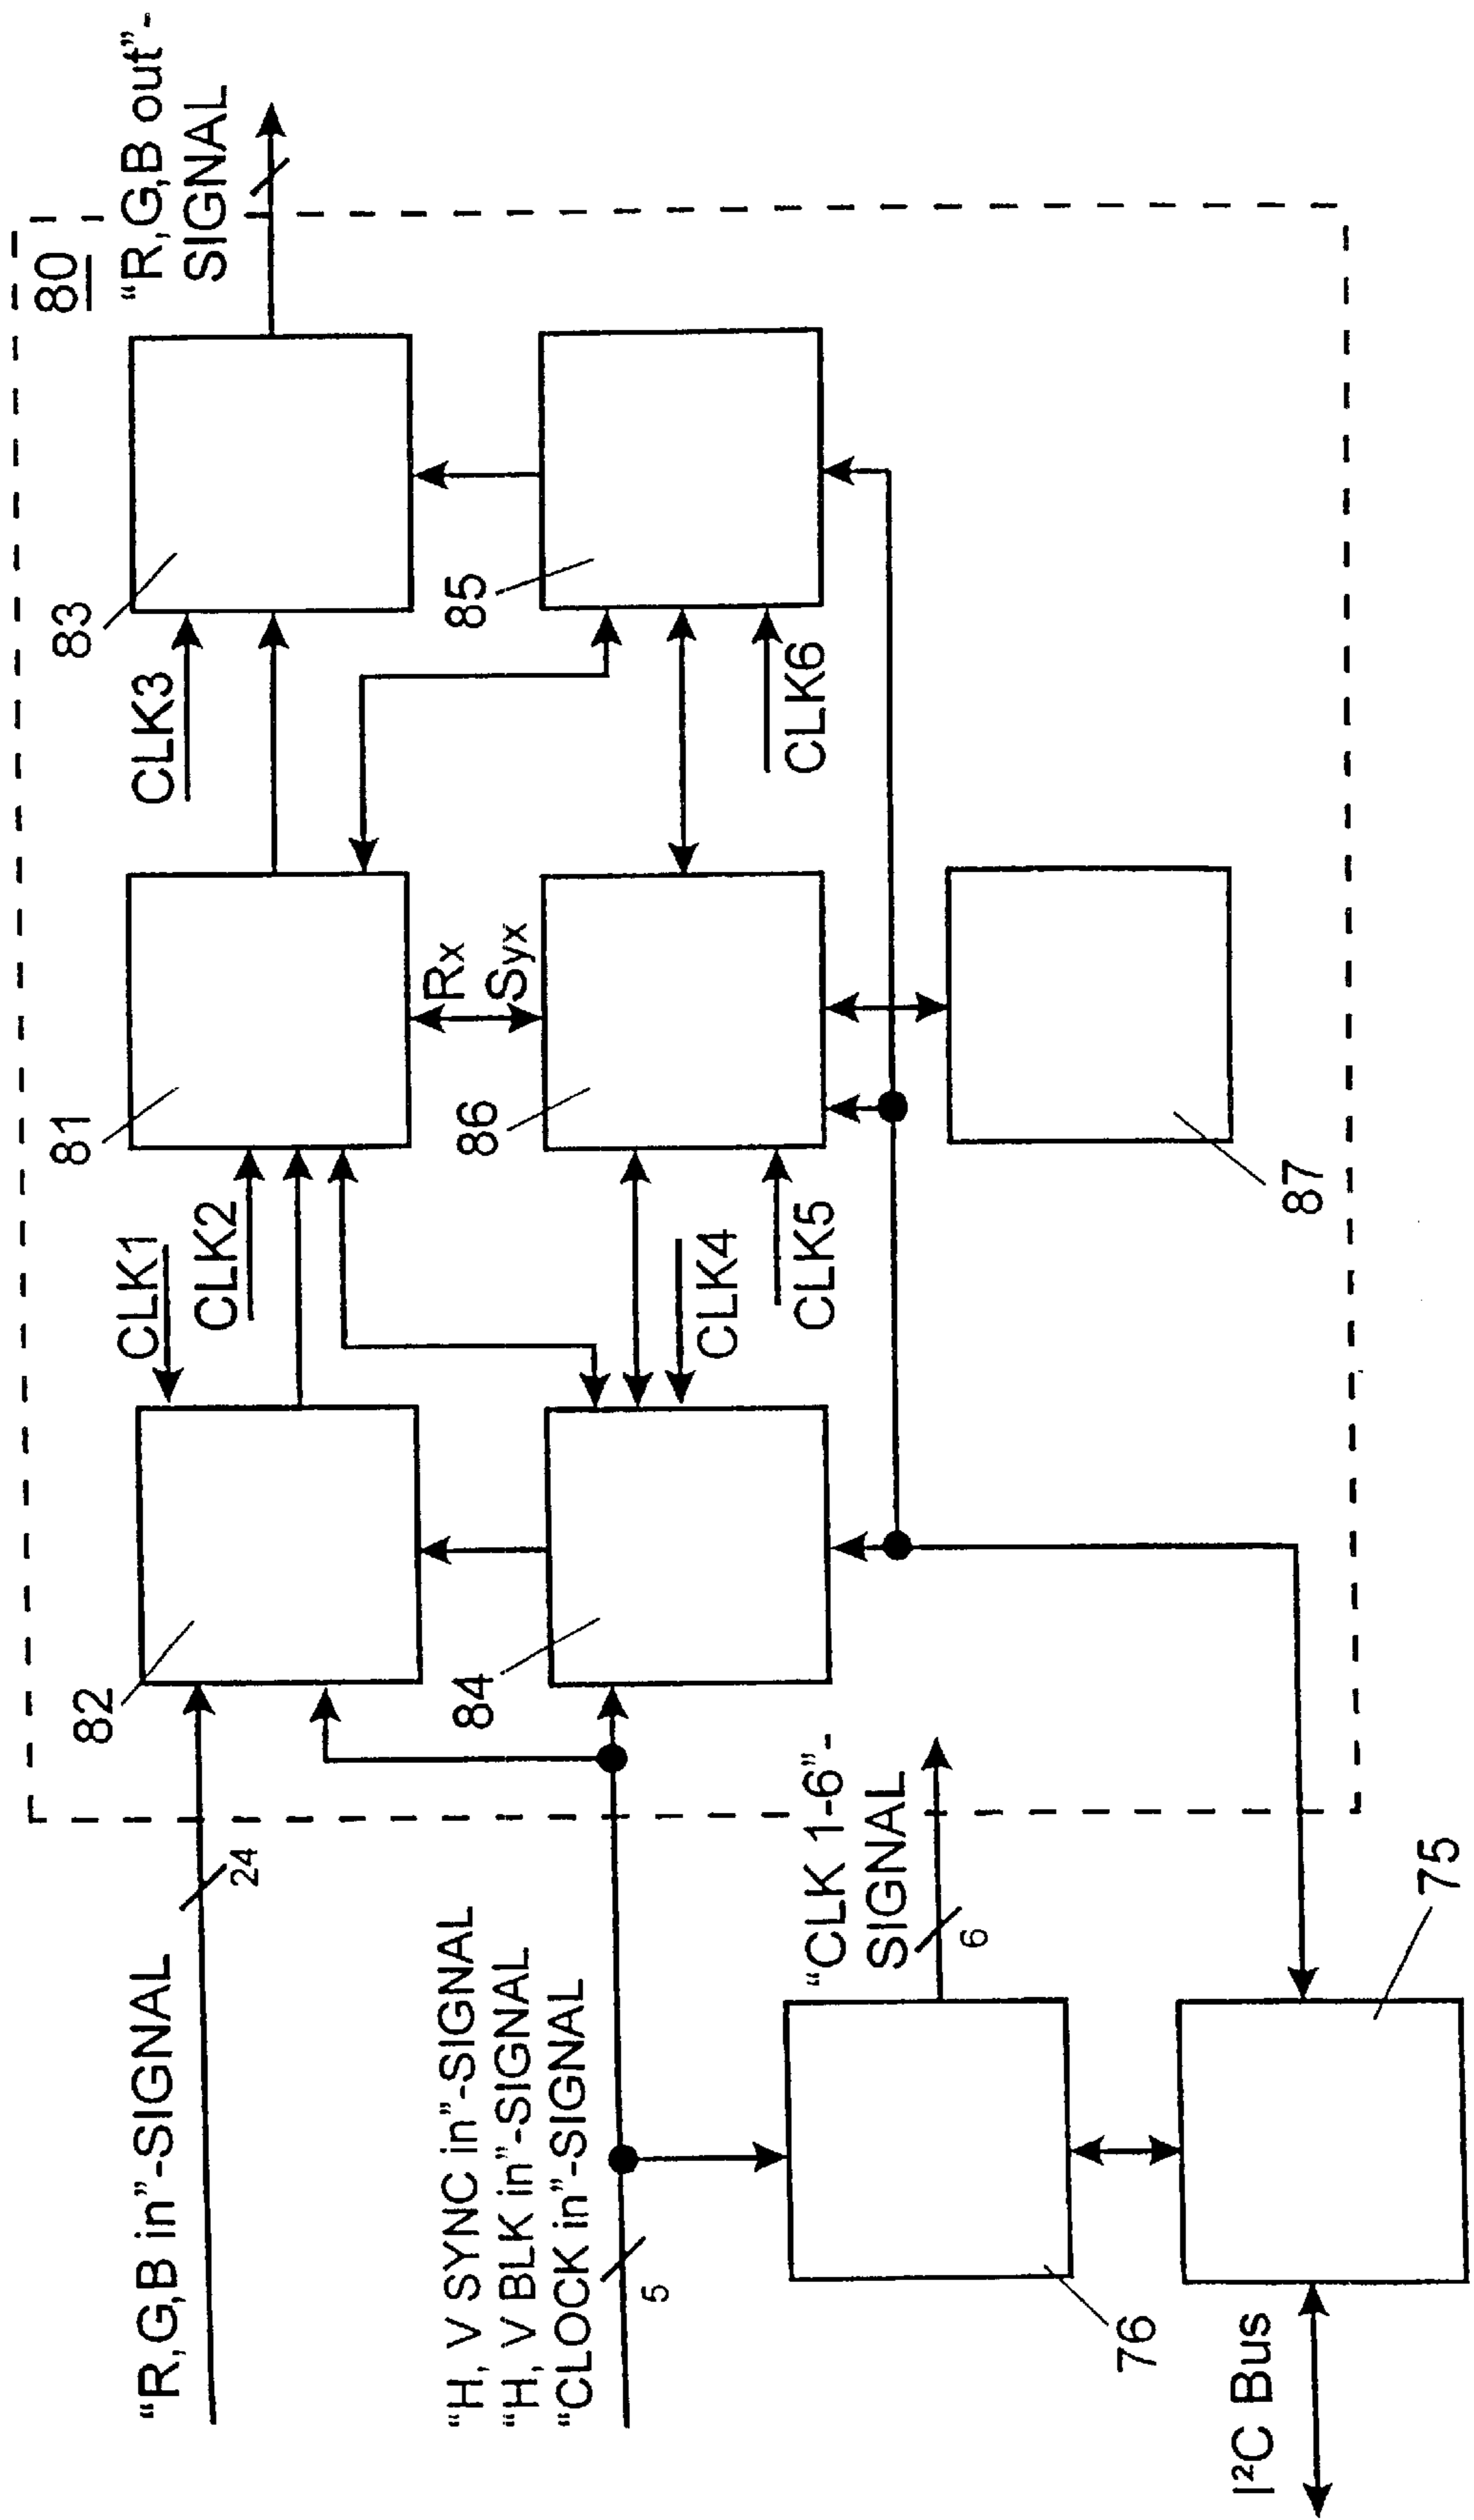 "R,G,B in"-SIGNAL
24
"H, V SYNC in"-SIGNAL
"H, V BLK in"-SIGNAL
"CLOCK in"-SIGNAL
5
I²C Bus
76
75
"CLK 1-6"-
SIGNAL
6
82
84
CLK1
CLK2
CLK4
CLK5
81
86
87
Rx
Syx
CLK3
CLK6
83
85
80
"R,G,B out"-
SIGNAL